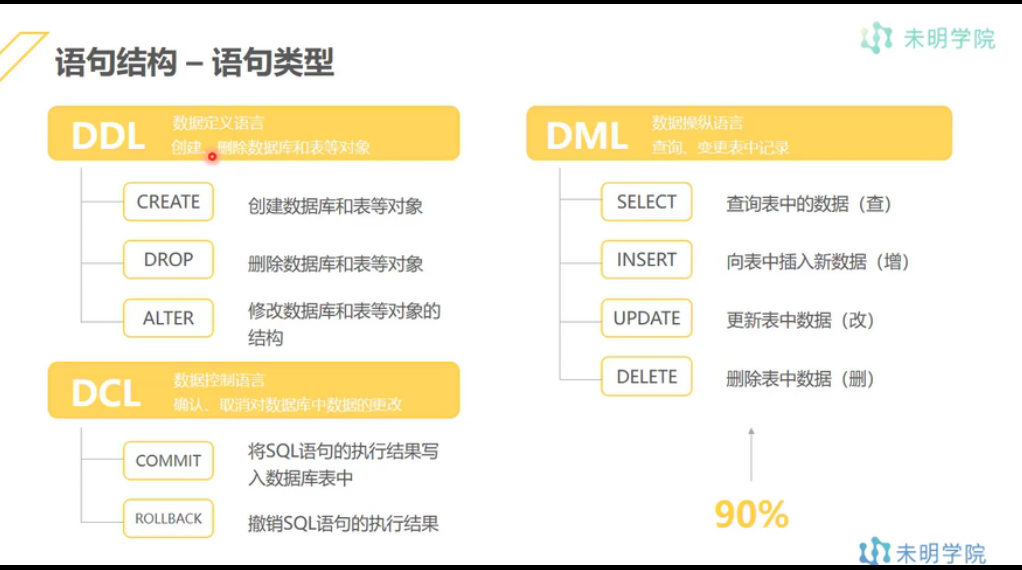 未明学院
语句结构 – 语句类型
DDL
数据定义语言
创建、删除数据库和表等对象
CREATE
创建数据库和表等对象
DROP
删除数据库和表等对象
ALTER
修改数据库和表等对象的
结构
DCL
数据控制语言
确认、取消对数据库中数据的更改
COMMIT
将SQL语句的执行结果写
入数据库表中
ROLLBACK
撤销SQL语句的执行结果
DML
数据操纵语言
查询、变更表中记录
SELECT
查询表中的数据（查）
INSERT
向表中插入新数据（增）
UPDATE
更新表中数据（改）
DELETE
删除表中数据（删）
90%
未明学院